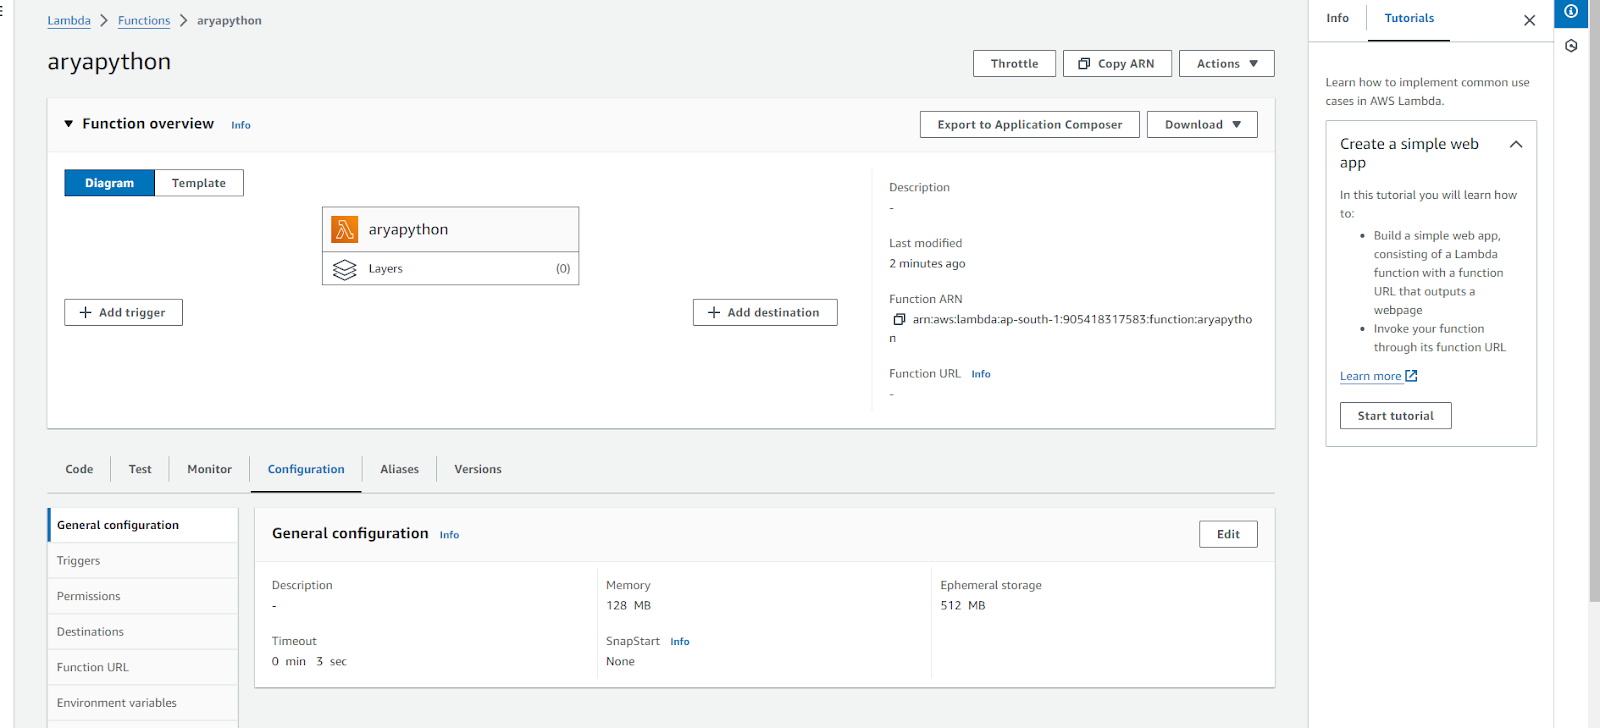 Lambda > Functions > aryapython
aryapython
Throttle
Copy ARN
Actions
Function overview Info
Export to Application Composer
Download
Diagram
Template
aryapython
Layers (0)
+ Add trigger
+ Add destination
Description
-
Last modified
2 minutes ago
Function ARN
arn:aws:lambda:ap-south-1:905418317583:function:aryapytho
n
Function URL Info
-
Code
Test
Monitor
Configuration
Aliases
Versions
General configuration
Triggers
Permissions
Destinations
Function URL
Environment variables
General configuration Info
Edit
Description
-
Memory
128 MB
Ephemeral storage
512 MB
Timeout
0 min 3 sec
SnapStart Info
None
Info
Tutorials
Learn how to implement common use
cases in AWS Lambda.
Create a simple web
app
In this tutorial you will learn how
to:
• Build a simple web app,
consisting of a Lambda
function with a function
URL that outputs a
webpage
• Invoke your function
through its function URL
Learn more
Start tutorial